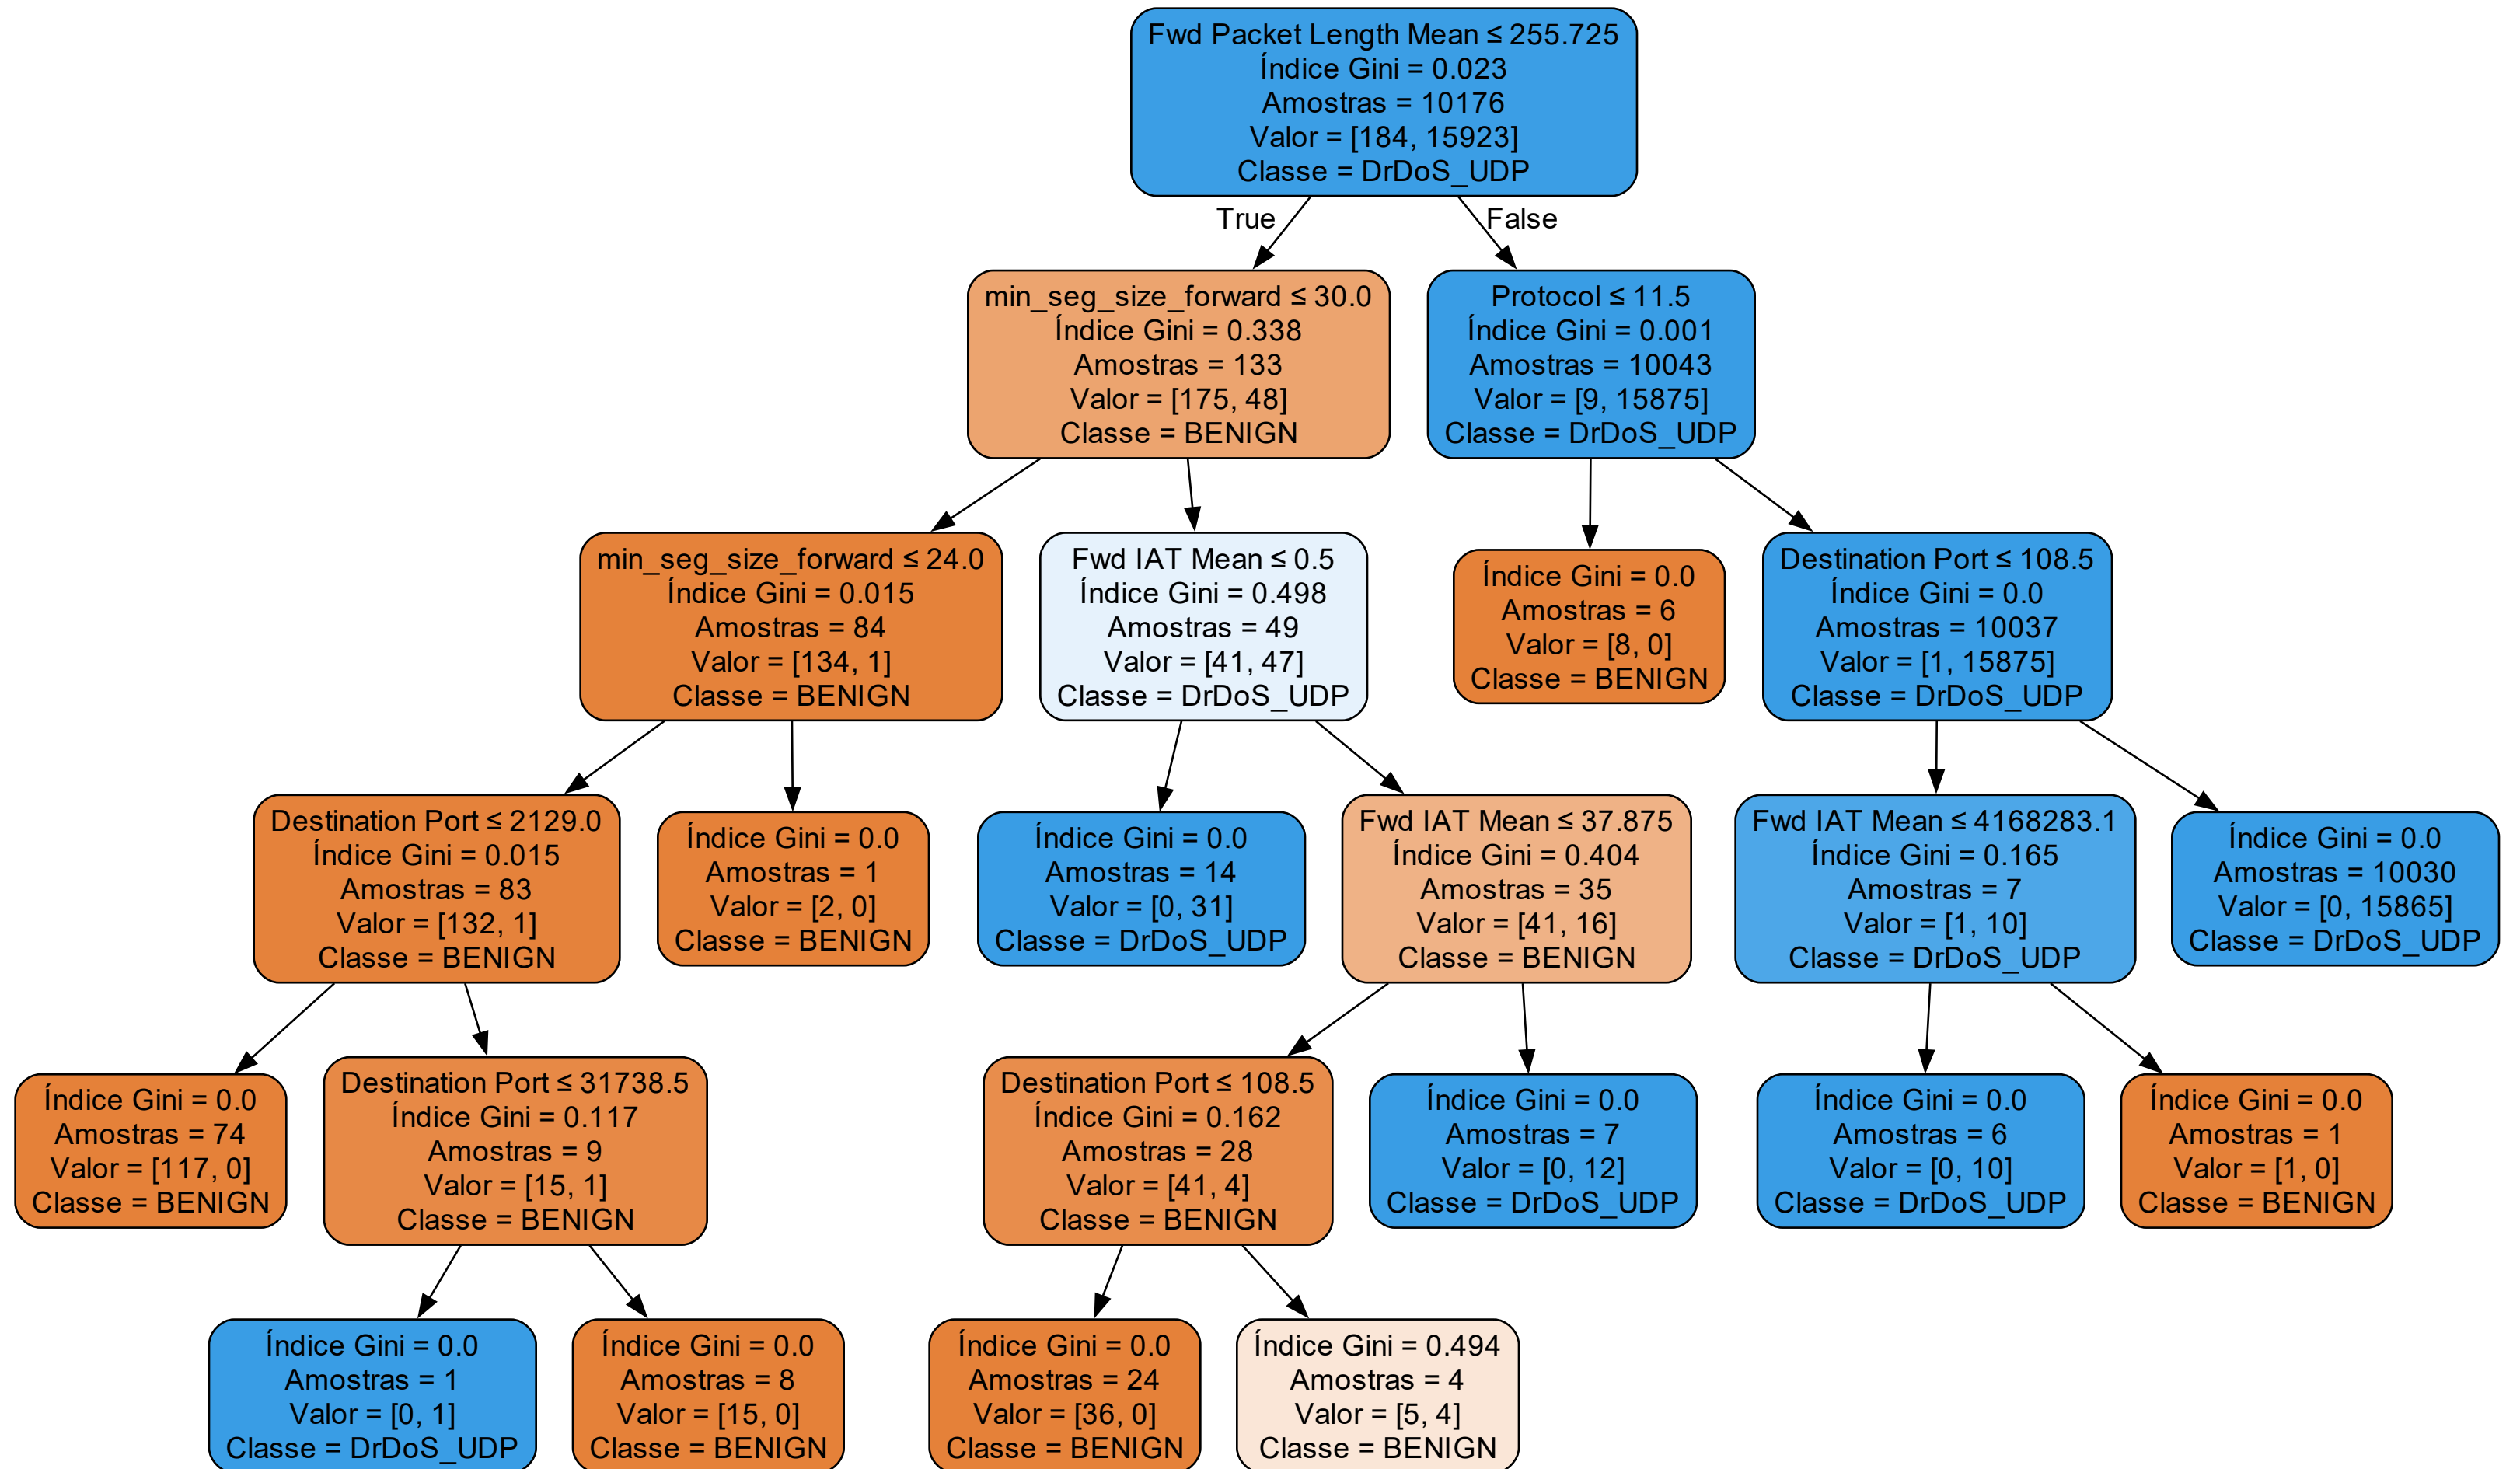 Fwd Packet Length Mean ≤ 255.725
Índice Gini = 0.023
Amostras = 10176
Valor = [184, 15923]
Classe = DrDoS_UDP
True
False
min_seg_size_forward ≤ 30.0
Índice Gini = 0.338
Amostras = 133
Valor = [175, 48]
Classe = BENIGN
Protocol ≤ 11.5
Índice Gini = 0.001
Amostras = 10043
Valor = [9, 15875]
Classe = DrDoS_UDP
min_seg_size_forward ≤ 24.0
Índice Gini = 0.015
Amostras = 84
Valor = [134, 1]
Classe = BENIGN
Fwd IAT Mean ≤ 0.5
Índice Gini = 0.498
Amostras = 49
Valor = [41, 47]
Classe = DrDoS_UDP
Índice Gini = 0.0
Amostras = 6
Valor = [8, 0]
Classe = BENIGN
Destination Port ≤ 108.5
Índice Gini = 0.0
Amostras = 10037
Valor = [1, 15875]
Classe = DrDoS_UDP
Destination Port ≤ 2129.0
Índice Gini = 0.015
Amostras = 83
Valor = [132, 1]
Classe = BENIGN
Índice Gini = 0.0
Amostras = 1
Valor = [2, 0]
Classe = BENIGN
Índice Gini = 0.0
Amostras = 14
Valor = [0, 31]
Classe = DrDoS_UDP
Fwd IAT Mean ≤ 37.875
Índice Gini = 0.404
Amostras = 35
Valor = [41, 16]
Classe = BENIGN
Fwd IAT Mean ≤ 4168283.1
Índice Gini = 0.165
Amostras = 7
Valor = [1, 10]
Classe = DrDoS_UDP
Índice Gini = 0.0
Amostras = 10030
Valor = [0, 15865]
Classe = DrDoS_UDP
Índice Gini = 0.0
Amostras = 74
Valor = [117, 0]
Classe = BENIGN
Destination Port ≤ 31738.5
Índice Gini = 0.117
Amostras = 9
Valor = [15, 1]
Classe = BENIGN
Destination Port ≤ 108.5
Índice Gini = 0.162
Amostras = 28
Valor = [41, 4]
Classe = BENIGN
Índice Gini = 0.0
Amostras = 7
Valor = [0, 12]
Classe = DrDoS_UDP
Índice Gini = 0.0
Amostras = 6
Valor = [0, 10]
Classe = DrDoS_UDP
Índice Gini = 0.0
Amostras = 1
Valor = [1, 0]
Classe = BENIGN
Índice Gini = 0.0
Amostras = 1
Valor = [0, 1]
Classe = DrDoS_UDP
Índice Gini = 0.0
Amostras = 8
Valor = [15, 0]
Classe = BENIGN
Índice Gini = 0.0
Amostras = 24
Valor = [36, 0]
Classe = BENIGN
Índice Gini = 0.494
Amostras = 4
Valor = [5, 4]
Classe = BENIGN